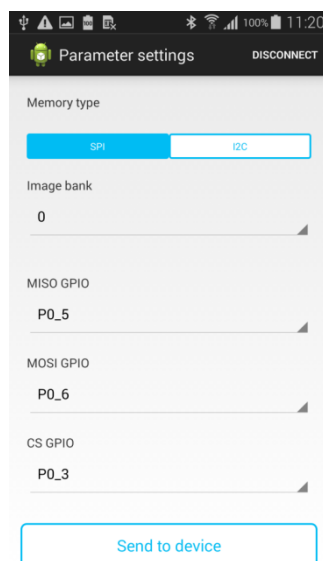 100% 11:20
Parameter settings DISCONNECT
Memory type
SPI I2C
Image bank
0
MISO GPIO
P0_5
MOSI GPIO
P0_6
CS GPIO
P0_3
Send to device